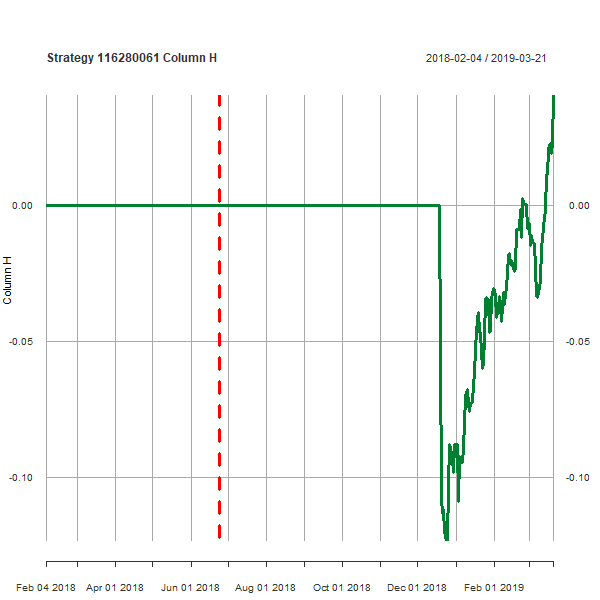 Strategy 116280061 Column H
2018-02-04 / 2019-03-21
0.00
0.00
-0.05
-0.05
-0.10
-0.10
Column H
Feb 04 2018
Apr 01 2018
Jun 01 2018
Aug 01 2018
Oct 01 2018
Dec 01 2018
Feb 01 2019